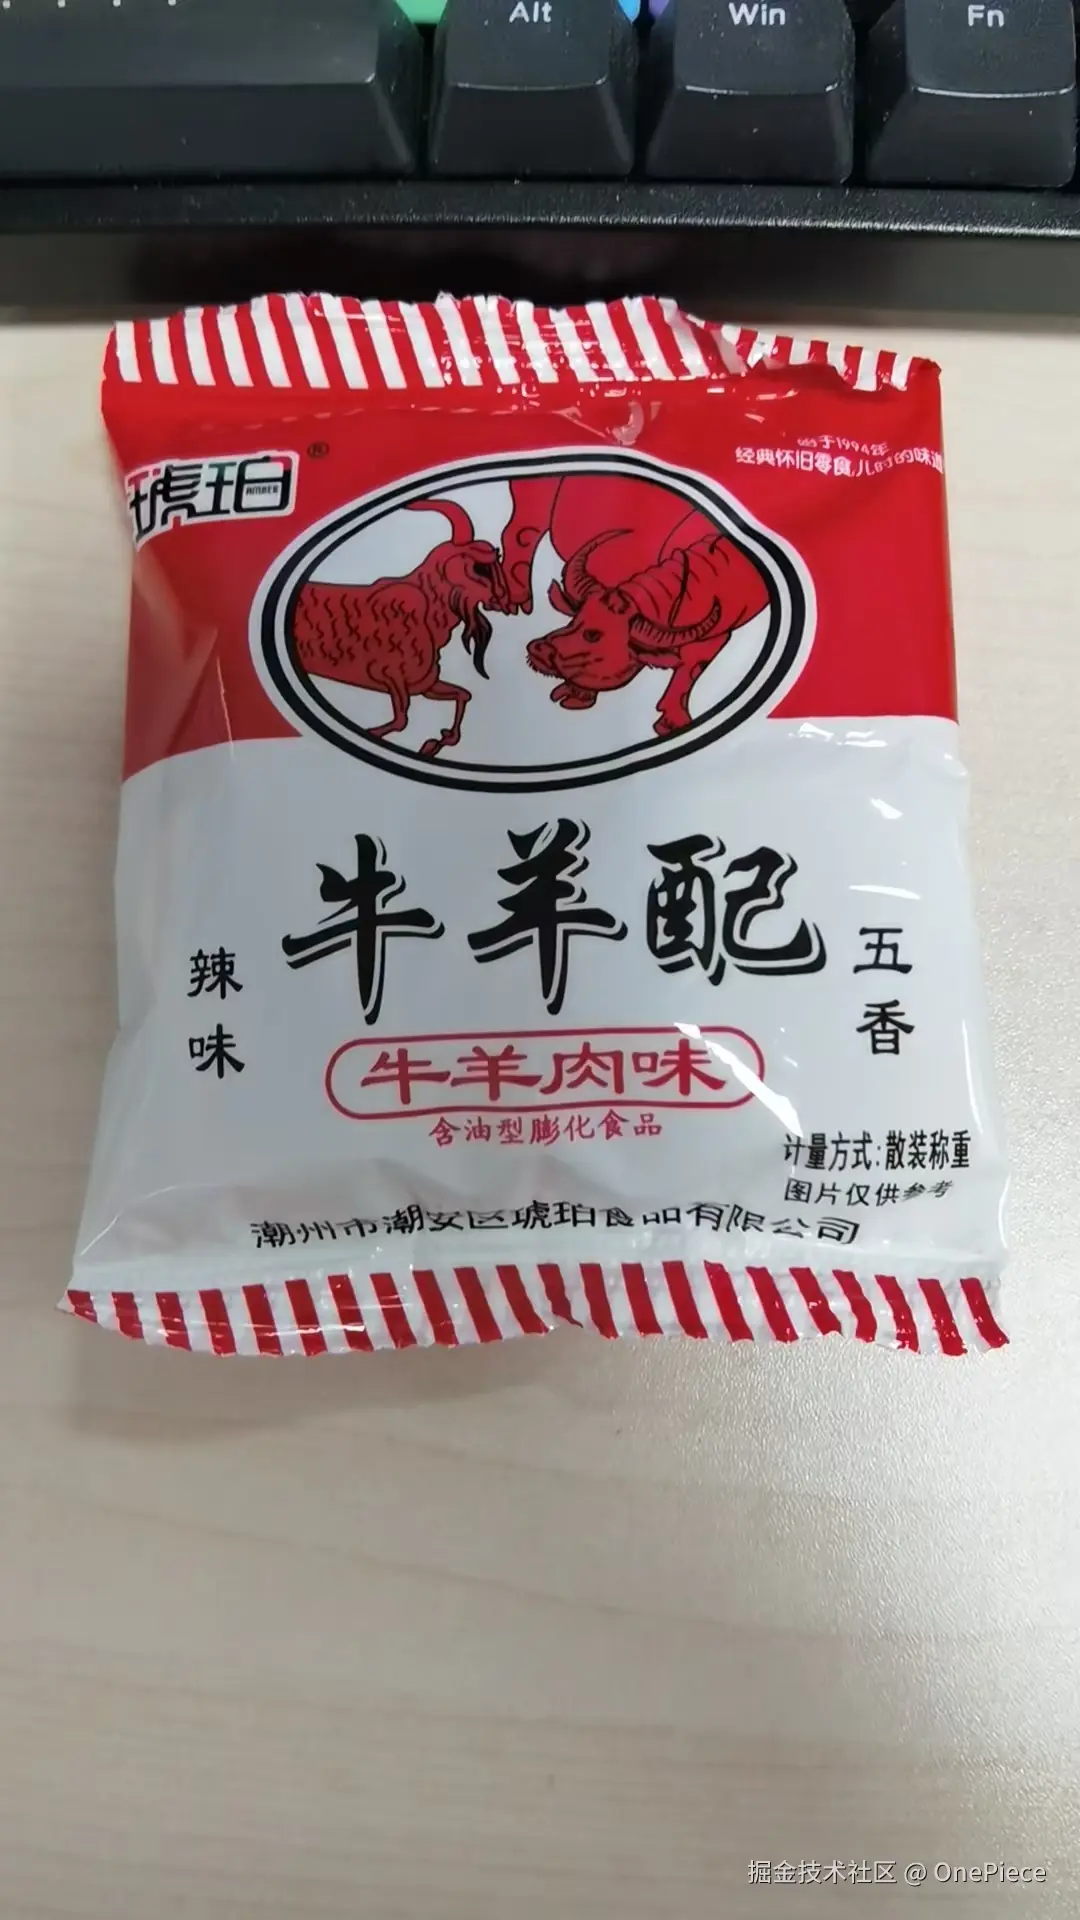 Alt Win Fn
琥珀
AMBER
®
始于1994年
经典怀旧零食儿时的味道
牛羊配
辣味
五香
牛羊肉味
含油型膨化食品
计量方式:散装称重
图片仅供参考
潮州市潮安区琥珀食品有限公司
掘金技术社区 @ OnePiece